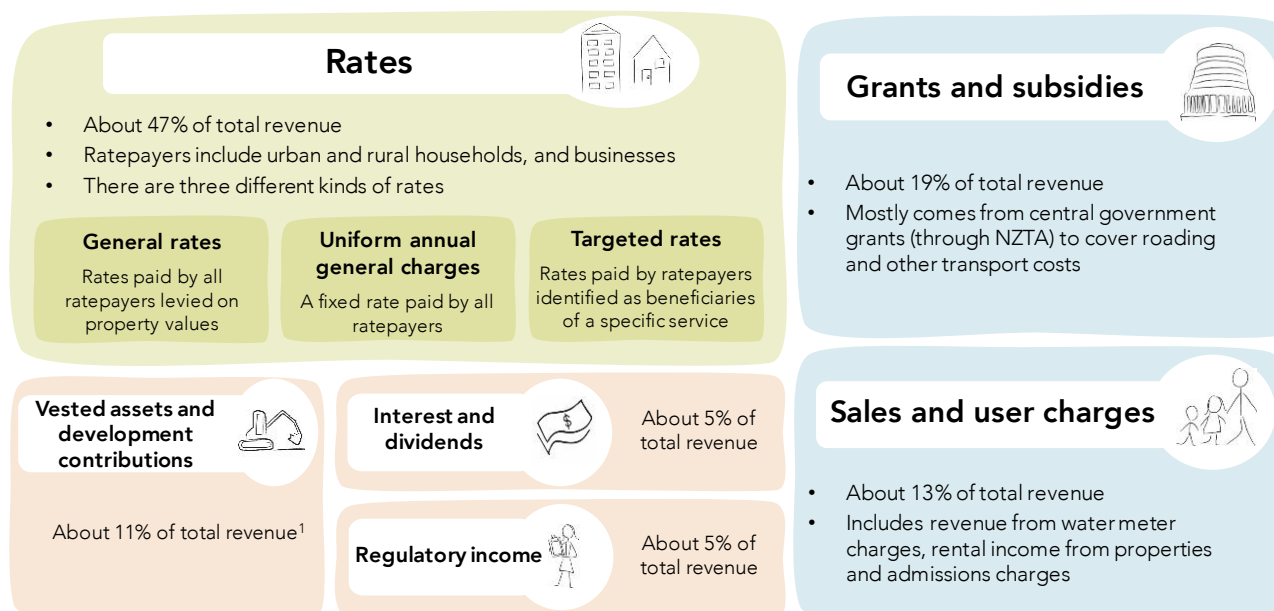 Rates
• About 47% of total revenue
• Ratepayers include urban and rural households, and businesses
• There are three different kinds of rates
General rates
Rates paid by all
ratepayers levied on
property values
Uniform annual
general charges
A fixed rate paid by all
ratepayers
Targeted rates
Rates paid by ratepayers
identified as beneficiaries
of a specific service
Grants and subsidies
• About 19% of total revenue
• Mostly comes from central government
grants (through NZTA) to cover roading
and other transport costs
Vested assets and
development
contributions
About 11% of total revenue¹
Interest and
dividends
$
About 5% of
total revenue
Regulatory income
About 5% of
total revenue
Sales and user charges
• About 13% of total revenue
• Includes revenue from water meter
charges, rental income from properties
and admissions charges